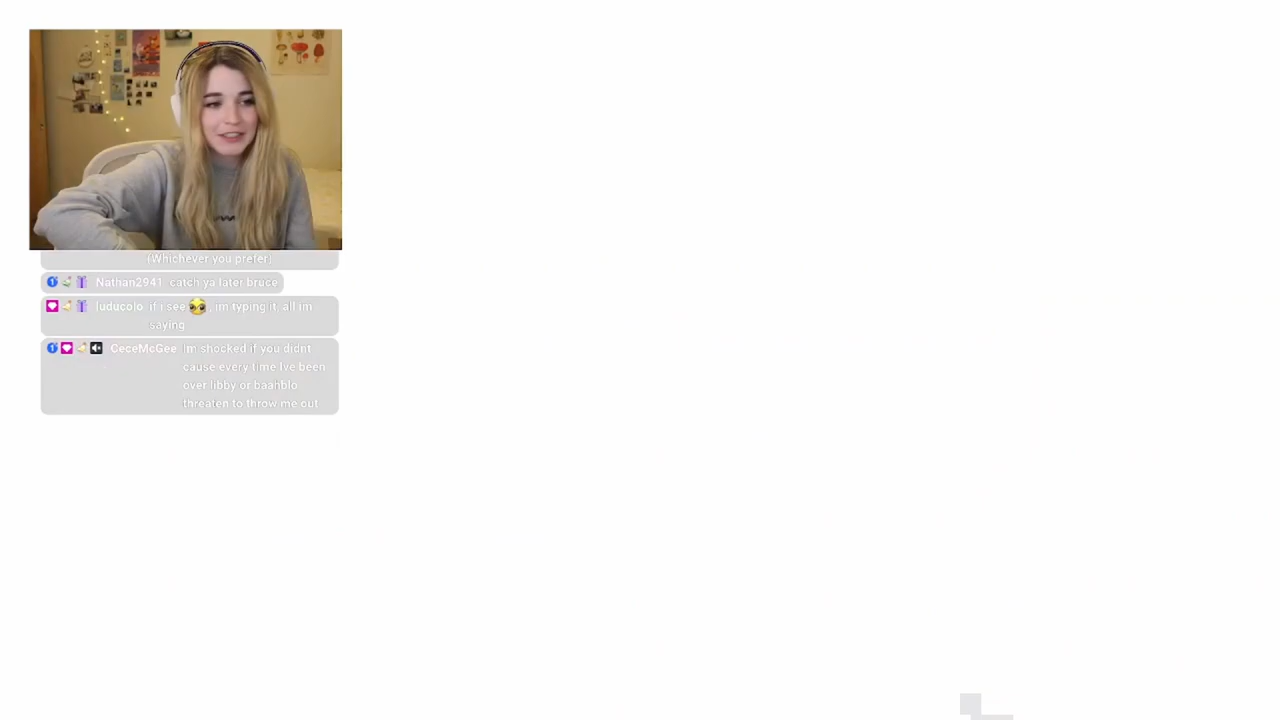 (Whichever you prefer)
Nathan2941 catch ya later bruce
luducolo if i see , im typing it, all im
saying
CeceMcGee Im shocked if you didnt
cause every time Ive been
over libby or baahblo
threaten to throw me out